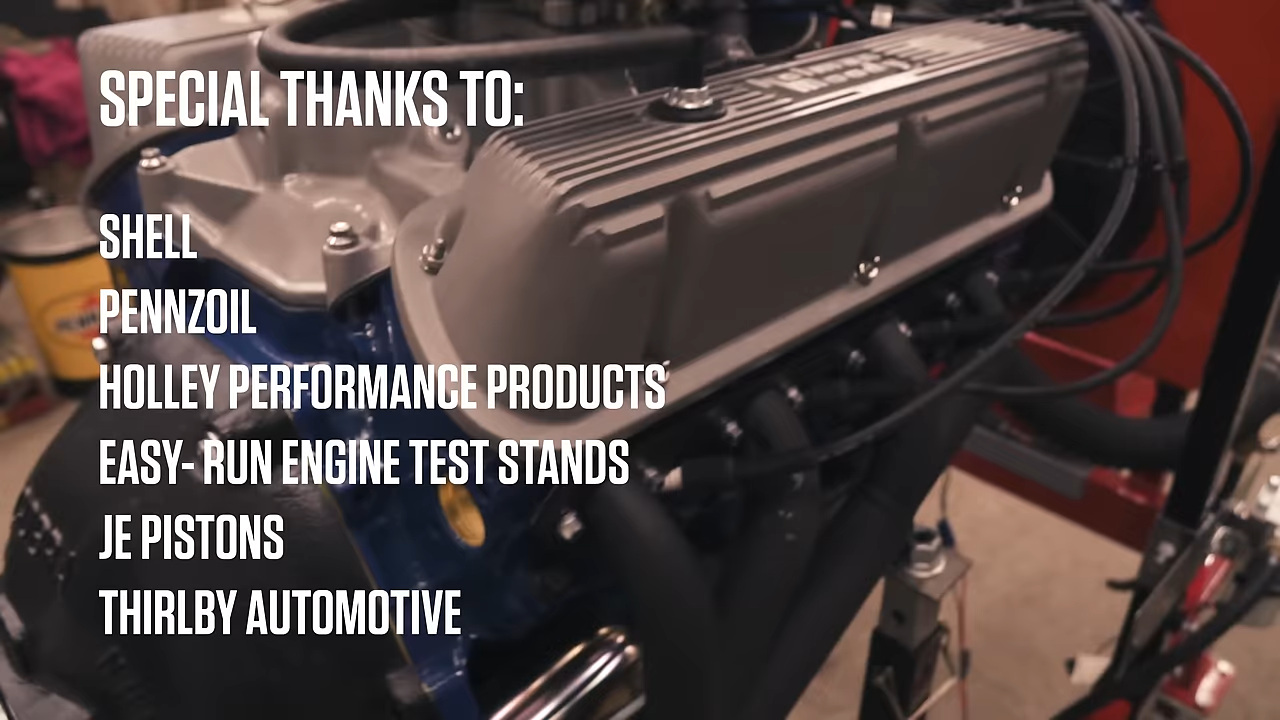 SPECIAL THANKS TO:
SHELL
PENNZOIL
HOLLEY PERFORMANCE PRODUCTS
EASY- RUN ENGINE TEST STANDS
JE PISTONS
THIRLBY AUTOMOTIVE